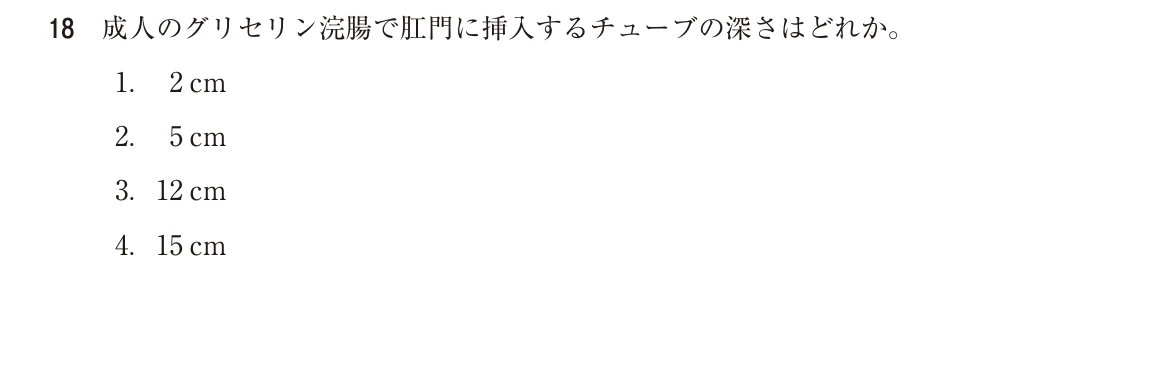 18 成人のグリセリン浣腸で肛門に挿入するチューブの深さはどれか。
1. 2 cm
2. 5 cm
3. 12 cm
4. 15 cm